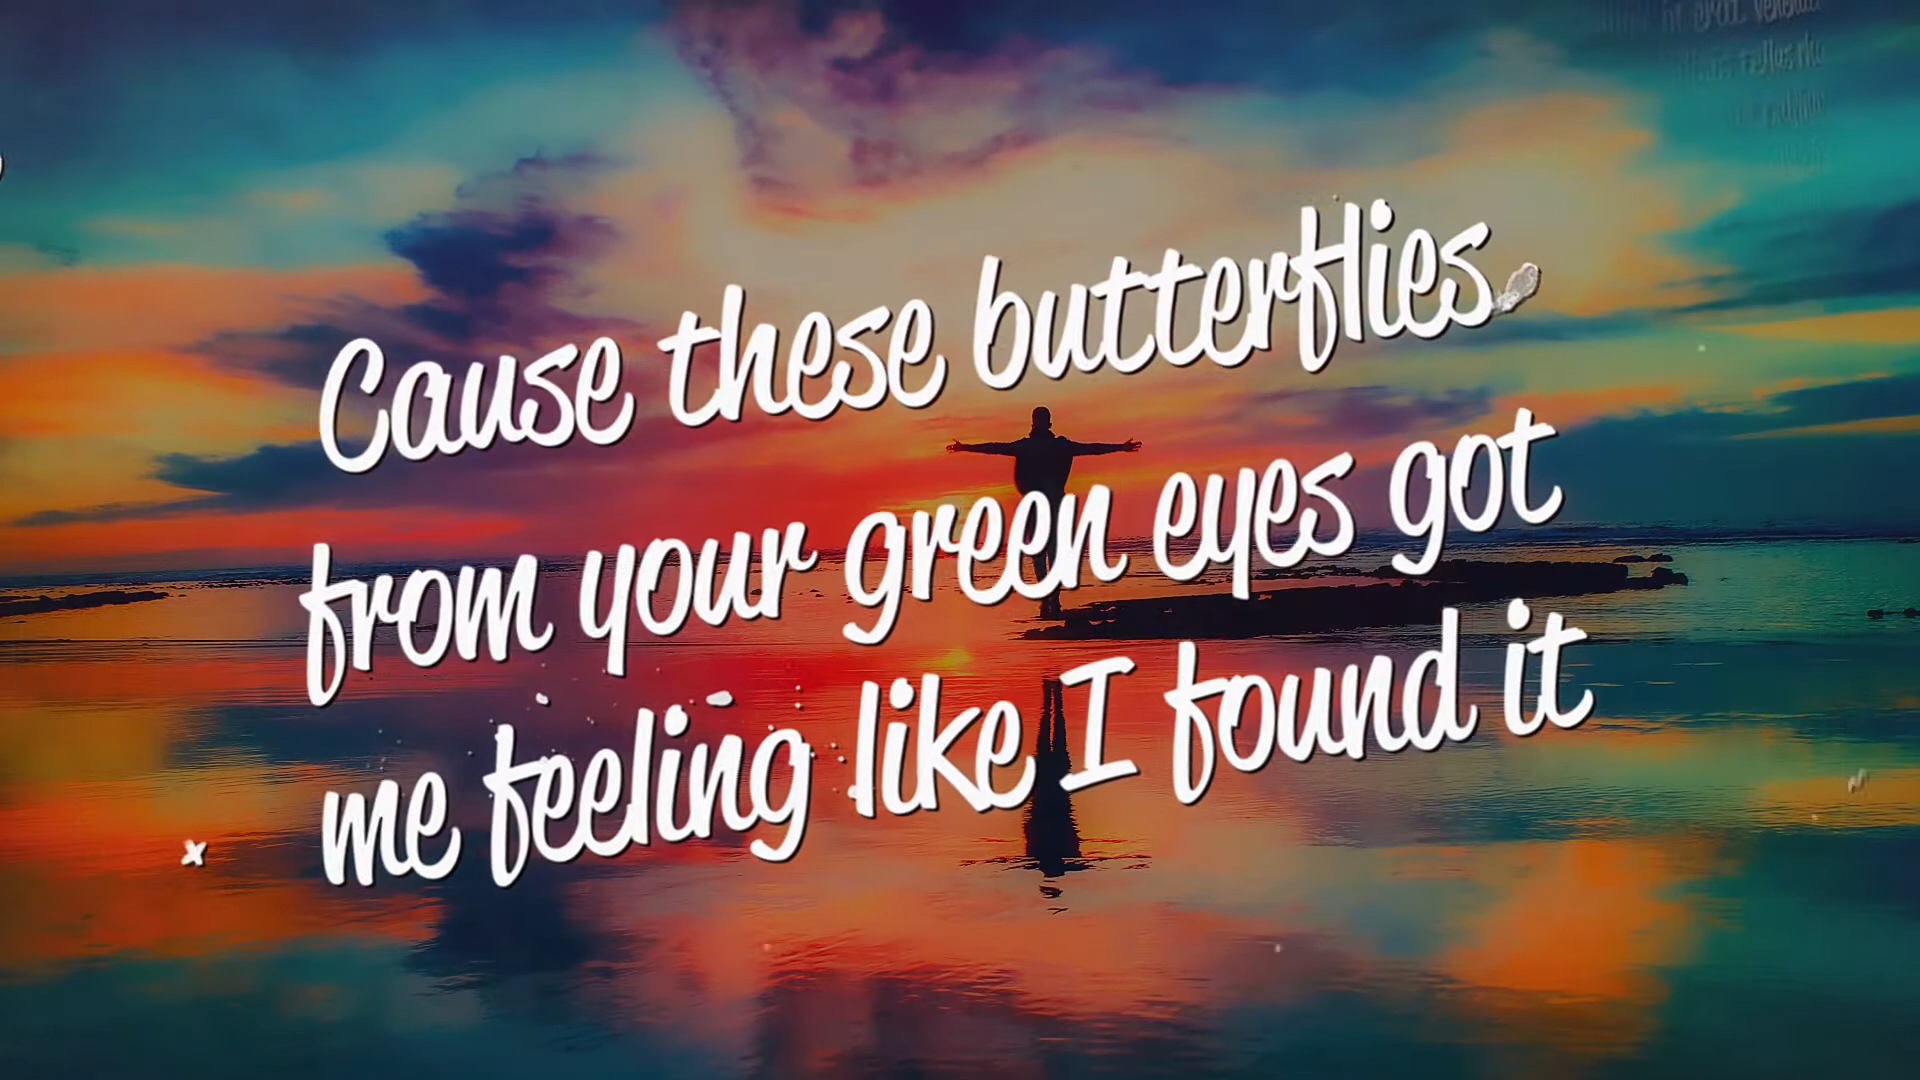 Cause these butterflies
from your green eyes got
me feeling like I found it